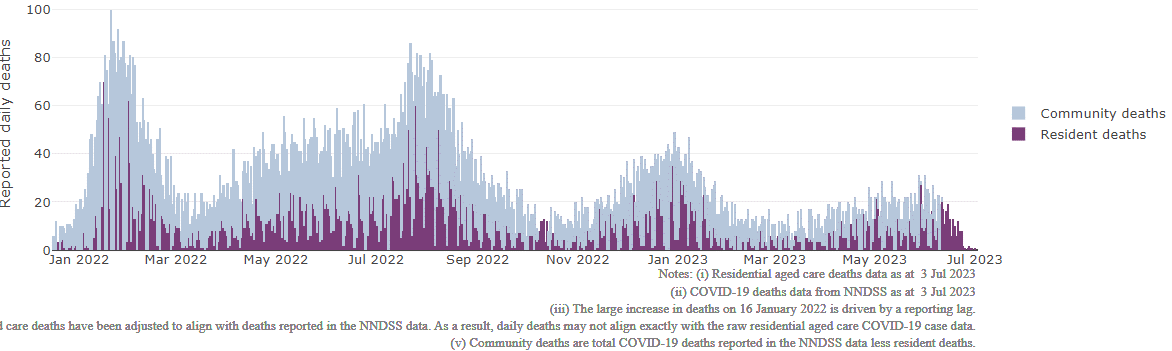 Reported daily deaths
100
80
60
40
20
0
Jan 2022 Mar 2022 May 2022 Jul 2022 Sep 2022 Nov 2022 Jan 2023 Mar 2023 May 2023 Jul 2023
Community deaths
Resident deaths
Notes: (i) Residential aged care deaths data as at 3 Jul 2023
(ii) COVID-19 deaths data from NNDSS as at 3 Jul 2023
(iii) The large increase in deaths on 16 January 2022 is driven by a reporting lag.
care deaths have been adjusted to align with deaths reported in the NNDSS data. As a result, daily deaths may not align exactly with the raw residential aged care COVID-19 case data.
(v) Community deaths are total COVID-19 deaths reported in the NNDSS data less resident deaths.